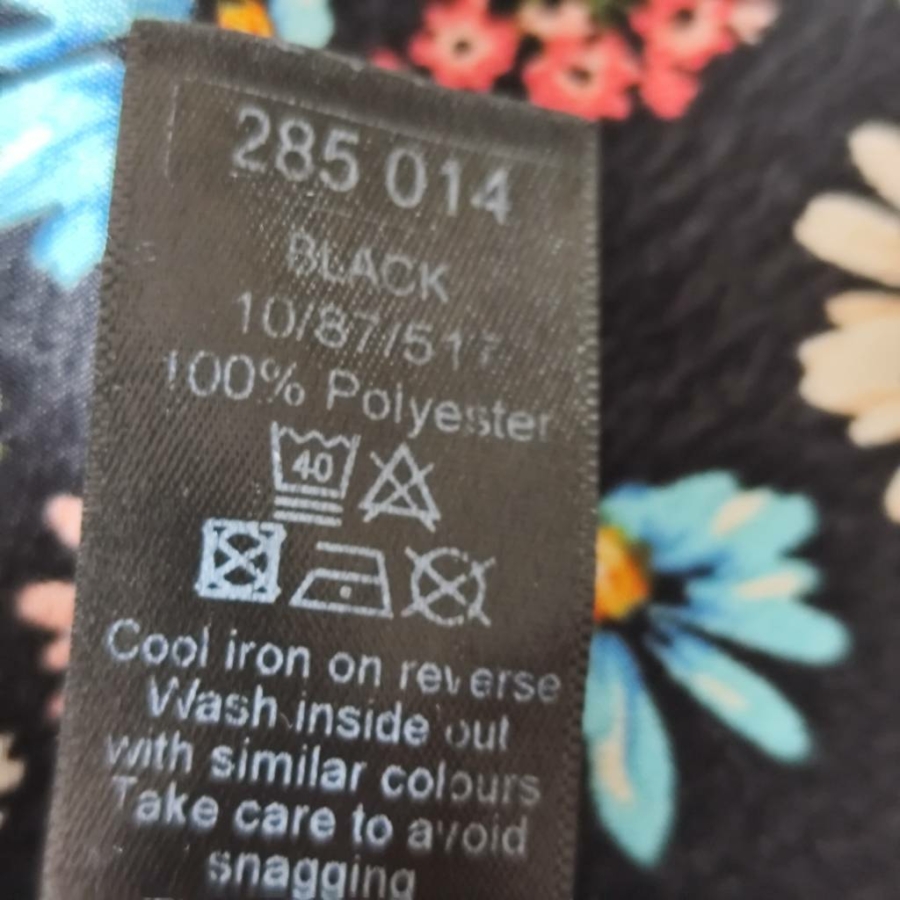 285 014
BLACK
10/87/517
100% Polyester
40
Cool iron on reverse
Wash inside out
with similar colours
Take care to avoid
snagging